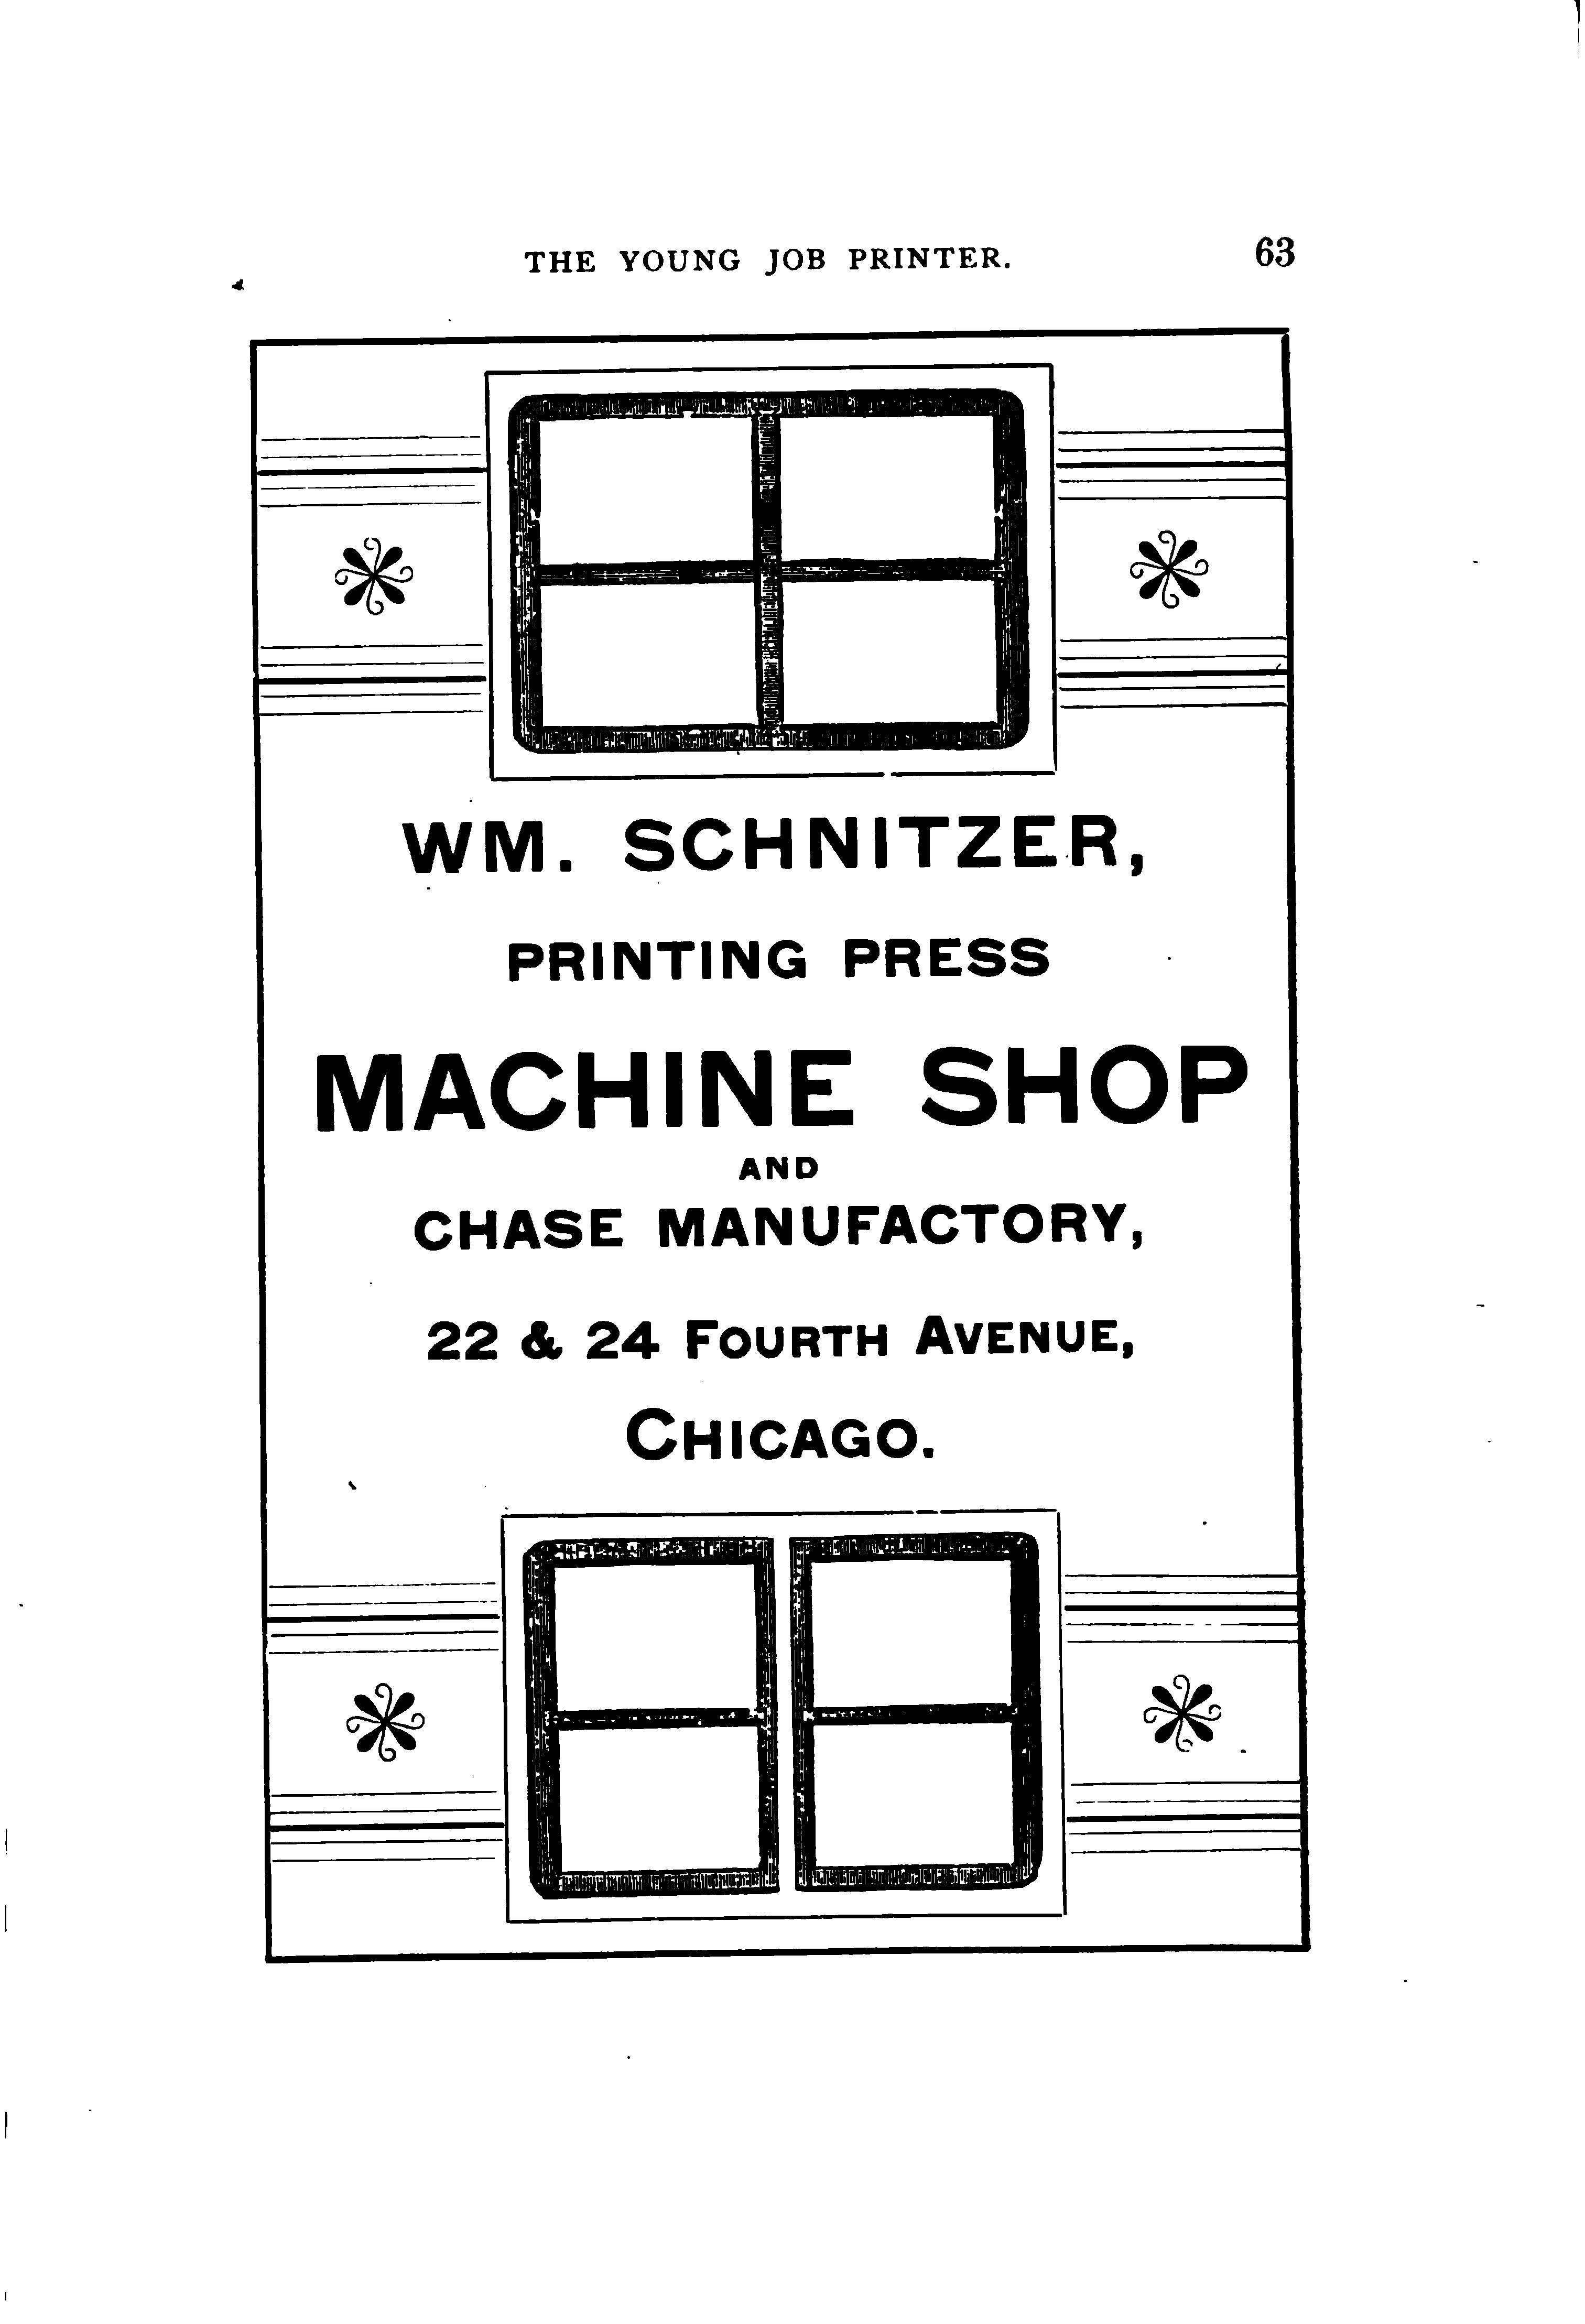 THE YOUNG JOB PRINTER. 63
WM. SCHNITZER,
PRINTING PRESS
MACHINE SHOP
AND
CHASE MANUFACTORY,
22 & 24 FOURTH AVENUE,
CHICAGO.